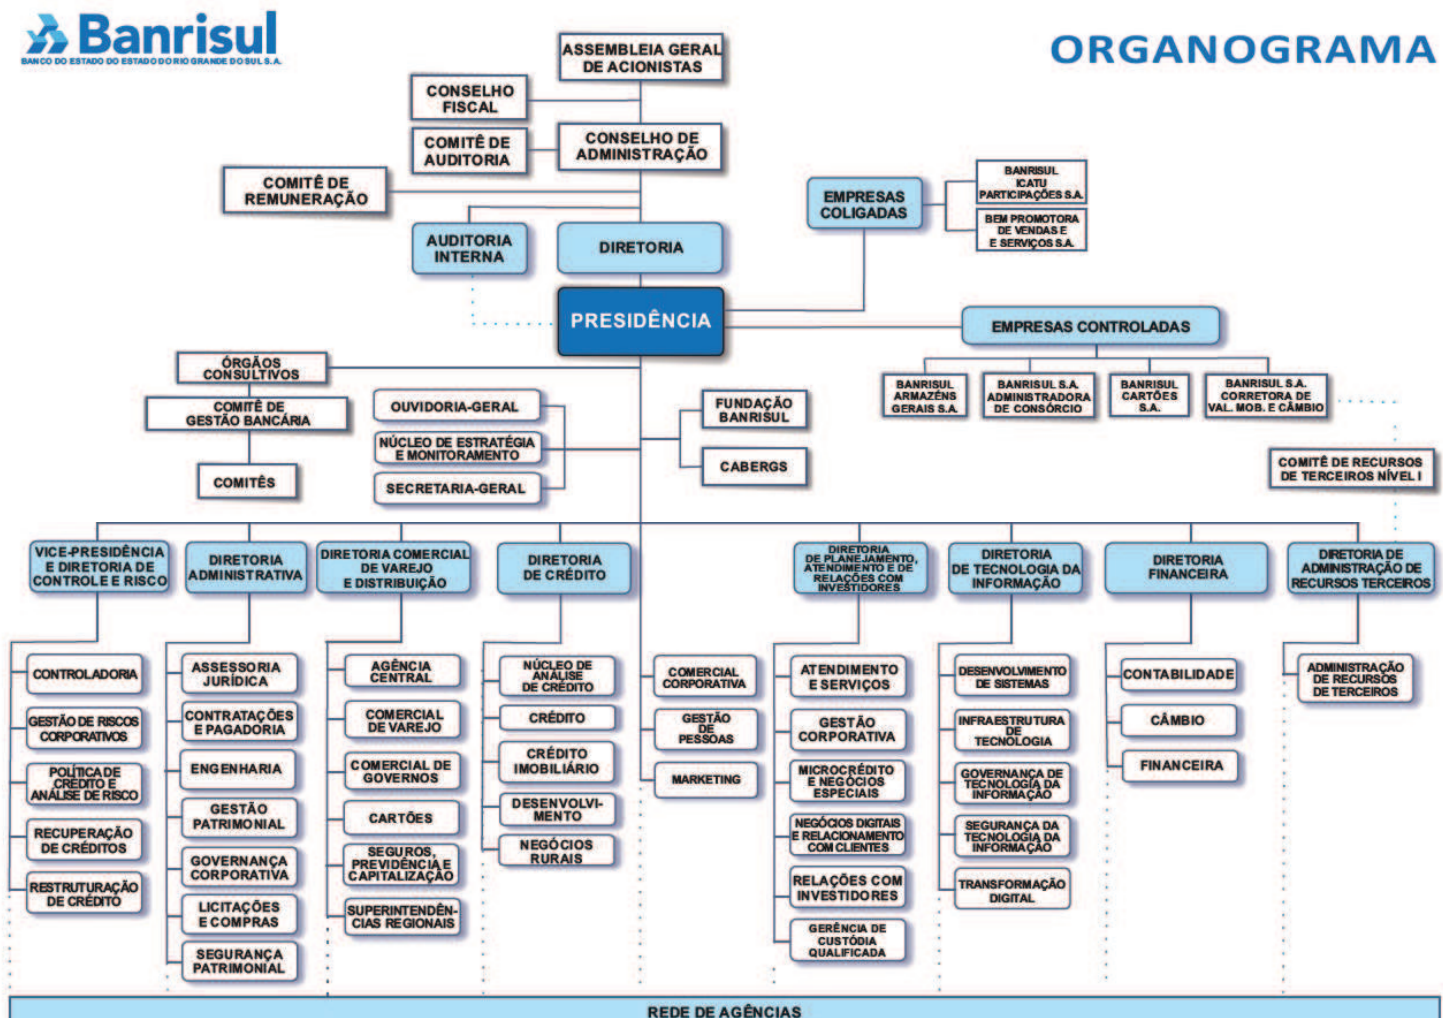 Banrisul
BANCO DO ESTADO DO ESTADO DO RIO GRANDE DO SUL S.A.
ORGANOGRAMA
ASSEMBLEIA GERAL
DE ACIONISTAS
CONSELHO
FISCAL
COMITÊ DE
AUDITORIA
CONSELHO DE
ADMINISTRAÇÃO
COMITÊ DE
REMUNERAÇÃO
AUDITORIA
INTERNA
DIRETORIA
EMPRESAS
COLIGADAS
BANRISUL
ICATU
PARTICIPAÇÕES S.A.
BEM PROMOTORA
DE VENDAS E
E SERVIÇOS S.A.
PRESIDÊNCIA
EMPRESAS CONTROLADAS
BANRISUL
ARMAZÉNS
GERAIS S.A.
BANRISUL S.A.
ADMINISTRADORA
DE CONSÓRCIO
BANRISUL
CARTÕES
S.A.
BANRISUL S.A.
CORRETORA DE
VAL. MOB. E CÂMBIO
ÓRGÃOS
CONSULTIVOS
COMITÊ DE
GESTÃO BANCÁRIA
COMITÊS
OUVIDORIA-GERAL
NÚCLEO DE ESTRATÉGIA
E MONITORAMENTO
SECRETARIA-GERAL
FUNDAÇÃO
BANRISUL
CABERGS
COMITÊ DE RECURSOS
DE TERCEIROS NÍVEL I
VICE-PRESIDÊNCIA
E DIRETORIA DE
CONTROLE E RISCO
DIRETORIA
ADMINISTRATIVA
DIRETORIA COMERCIAL
DE VAREJO
E DISTRIBUIÇÃO
DIRETORIA
DE CRÉDITO
DIRETORIA
DE PLANEJAMENTO,
ATENDIMENTO E DE
RELAÇÕES COM
INVESTIDORES
DIRETORIA
DE TECNOLOGIA DA
INFORMAÇÃO
DIRETORIA
FINANCEIRA
DIRETORIA DE
ADMINISTRAÇÃO DE
RECURSOS TERCEIROS
CONTROLADORIA
GESTÃO DE RISCOS
CORPORATIVOS
POLÍTICA DE
CRÉDITO E
ANÁLISE DE RISCO
RECUPERAÇÃO
DE CRÉDITOS
RESTRUTURAÇÃO
DE CRÉDITO
ASSESSORIA
JURÍDICA
CONTRATAÇÕES
E PAGADORIA
ENGENHARIA
GESTÃO
PATRIMONIAL
GOVERNANÇA
CORPORATIVA
LICITAÇÕES
E COMPRAS
SEGURANÇA
PATRIMONIAL
AGÊNCIA
CENTRAL
COMERCIAL
DE VAREJO
COMERCIAL DE
GOVERNOS
CARTÕES
SEGUROS,
PREVIDÊNCIA E
CAPITALIZAÇÃO
SUPERINTENDÊN-
CIAS REGIONAIS
NÚCLEO DE
ANÁLISE
DE CRÉDITO
CRÉDITO
CRÉDITO
IMOBILIÁRIO
DESENVOLVI-
MENTO
NEGÓCIOS
RURAIS
COMERCIAL
CORPORATIVA
GESTÃO
DE
PESSOAS
MARKETING
ATENDIMENTO
E SERVIÇOS
GESTÃO
CORPORATIVA
MICROCRÉDITO
E NEGÓCIOS
ESPECIAIS
NEGÓCIOS DIGITAIS
E RELACIONAMENTO
COM CLIENTES
RELAÇÕES COM
INVESTIDORES
GERÊNCIA DE
CUSTÓDIA
QUALIFICADA
DESENVOLVIMENTO
DE SISTEMAS
INFRAESTRUTURA
DE
TECNOLOGIA
GOVERNANÇA DE
TECNOLOGIA DA
INFORMAÇÃO
SEGURANÇA DA
TECNOLOGIA DA
INFORMAÇÃO
TRANSFORMAÇÃO
DIGITAL
CONTABILIDADE
CÂMBIO
FINANCEIRA
ADMINISTRAÇÃO
DE RECURSOS
DE TERCEIROS
REDE DE AGÊNCIAS